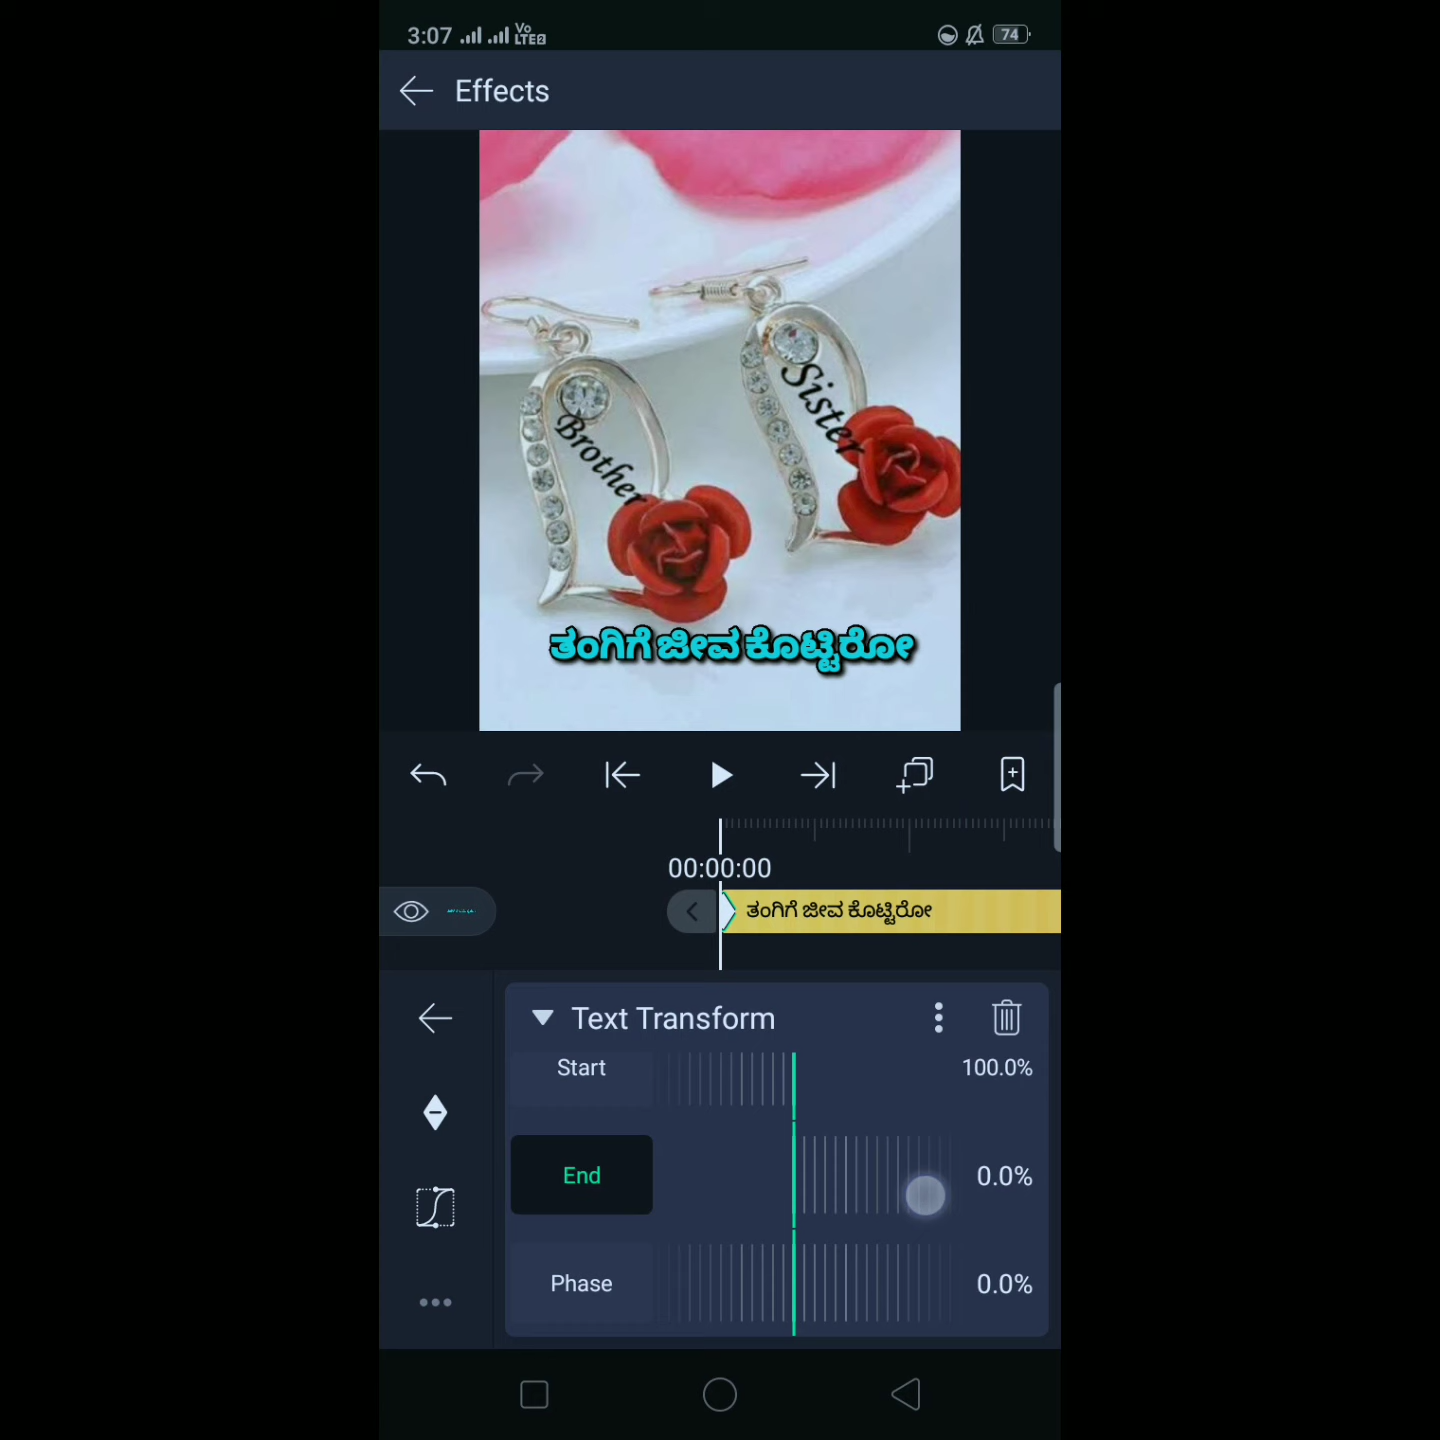 3:07 Vo LTE2 74
Effects
Sister
Brother
ತಂಗಿಗೆ ಜೀವ ಕೊಟ್ಟಿರೋ
00:00:00
ತಂಗಿಗೆ ಜೀವ ಕೊಟ್ಟಿರೋ
Text Transform
Start 100.0%
End 0.0%
Phase 0.0%